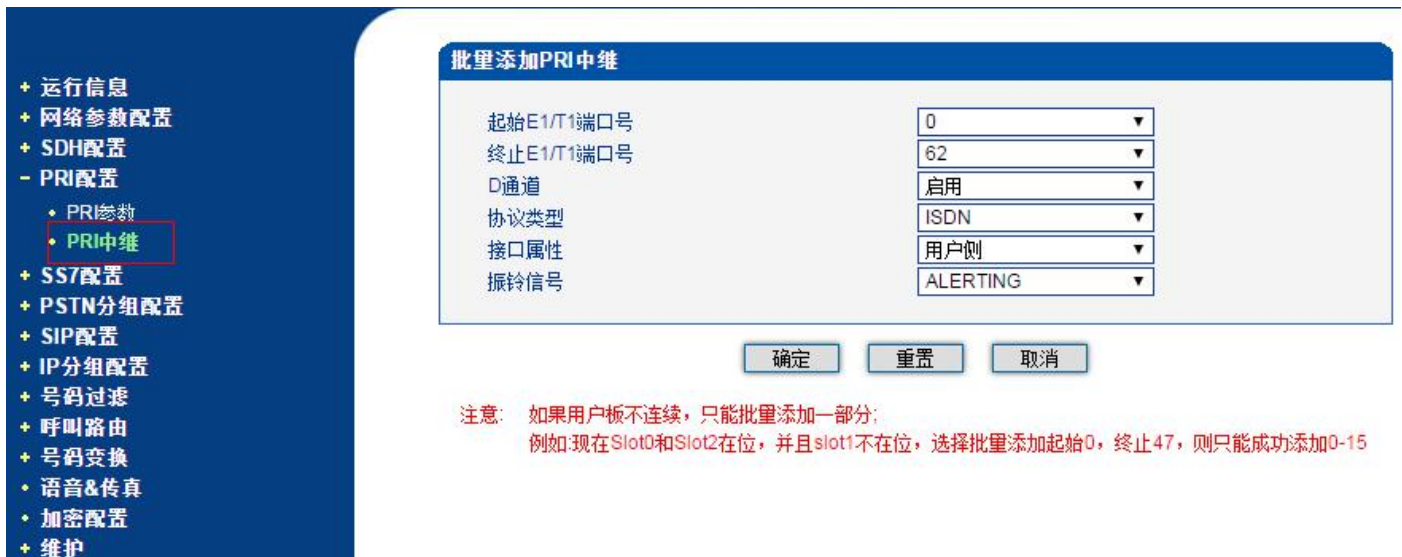 + 运行信息
+ 网络参数配置
+ SDH配置
- PRI配置
• PRI参数
• PRI中继
+ SS7配置
+ PSTN分组配置
+ SIP配置
+ IP分组配置
+ 号码过滤
+ 呼叫路由
+ 号码变换
• 语音&传真
• 加密配置
+ 维护
批里添加PRI中继
起始E1/T1端口号 0
终止E1/T1端口号 62
D通道 启用
协议类型 ISDN
接口属性 用户侧
振铃信号 ALERTING
确定 重置 取消
注意: 如果用户板不连续，只能批量添加一部分;
例如:现在Slot0和Slot2在位，并且slot1不在位，选择批量添加起始0，终止47，则只能成功添加0-15